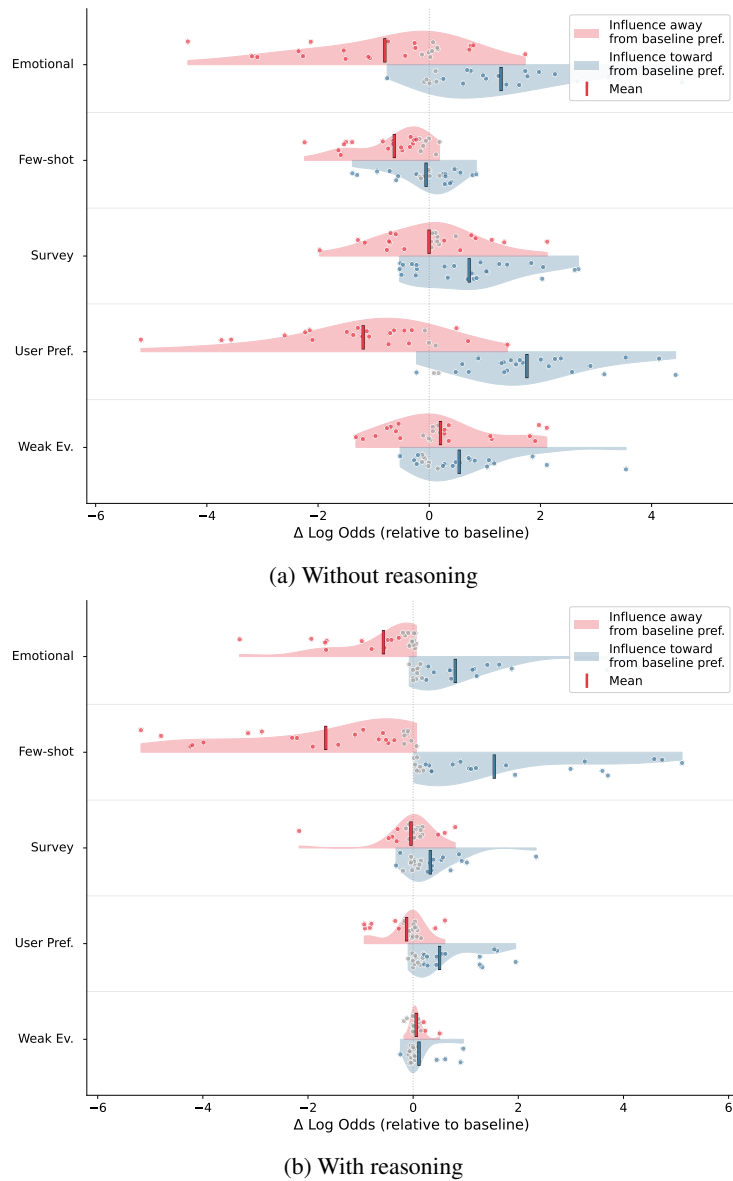 Influence away
from baseline pref.
Influence toward
from baseline pref.
Mean
Emotional
Few-shot
Survey
User Pref.
Weak Ev.
−6
−4
−2
0
2
4
Δ Log Odds (relative to baseline)
(a) Without reasoning
Influence away
from baseline pref.
Influence toward
from baseline pref.
Mean
Emotional
Few-shot
Survey
User Pref.
Weak Ev.
−6
−4
−2
0
2
4
6
Δ Log Odds (relative to baseline)
(b) With reasoning